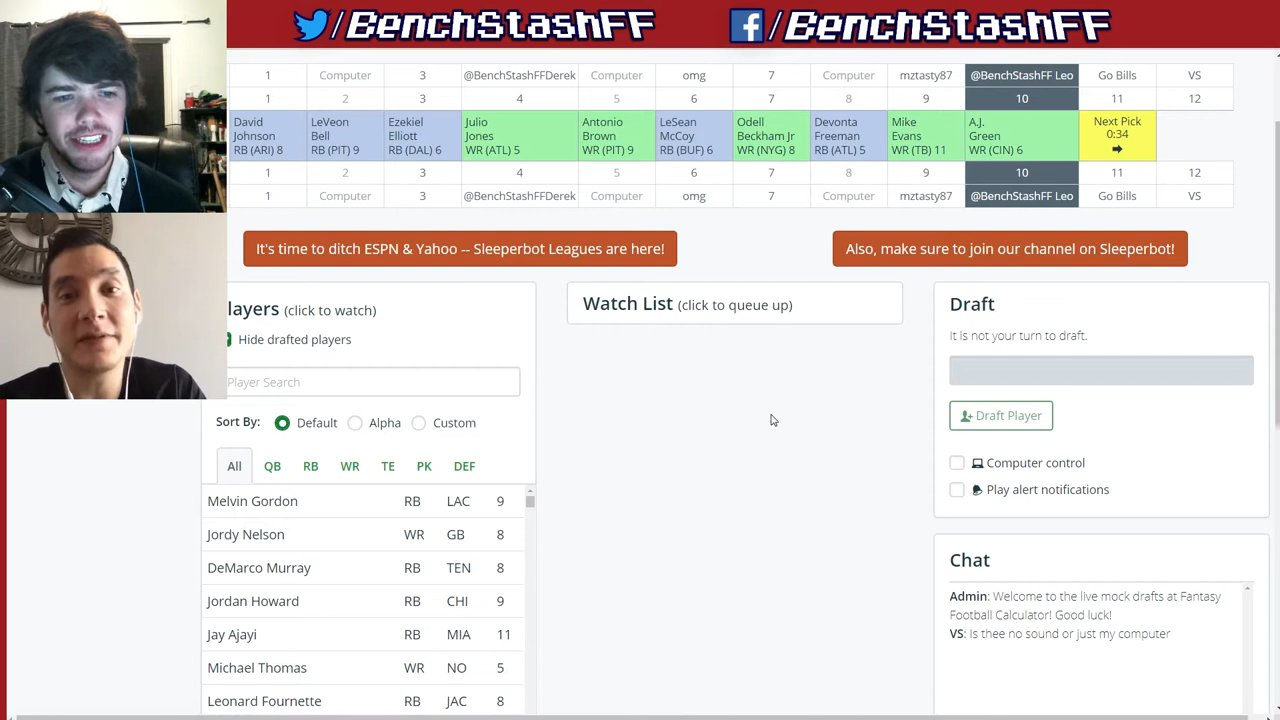 /BenchStashFF /BenchStashFF
1 Computer 3 @BenchStashFFDerek Computer omg 7 Computer mztasty87 @BenchStashFF Leo Go Bills VS
1 2 3 4 5 6 7 8 9 10 11 12
David Johnson RB (ARI) 8
LeVeon Bell RB (PIT) 9
Ezekiel Elliott RB (DAL) 6
Julio Jones WR (ATL) 5
Antonio Brown WR (PIT) 9
LeSean McCoy RB (BUF) 6
Odell Beckham Jr WR (NYG) 8
Devonta Freeman RB (ATL) 5
Mike Evans WR (TB) 11
A.J. Green WR (CIN) 6
Next Pick 0:34
1 2 3 4 5 6 7 8 9 10 11 12
1 Computer 3 @BenchStashFFDerek Computer omg 7 Computer mztasty87 @BenchStashFF Leo Go Bills VS
It's time to ditch ESPN & Yahoo -- Sleeperbot Leagues are here!
Also, make sure to join our channel on Sleeperbot!
layers (click to watch)
Hide drafted players
Player Search
Sort By: Default Alpha Custom
All QB RB WR TE PK DEF
Melvin Gordon RB LAC 9
Jordy Nelson WR GB 8
DeMarco Murray RB TEN 8
Jordan Howard RB CHI 9
Jay Ajayi RB MIA 11
Michael Thomas WR NO 5
Leonard Fournette RB JAC 8
Watch List (click to queue up)
Draft
It is not your turn to draft.
Draft Player
Computer control
Play alert notifications
Chat
Admin: Welcome to the live mock drafts at Fantasy
Football Calculator! Good luck!
VS: Is thee no sound or just my computer